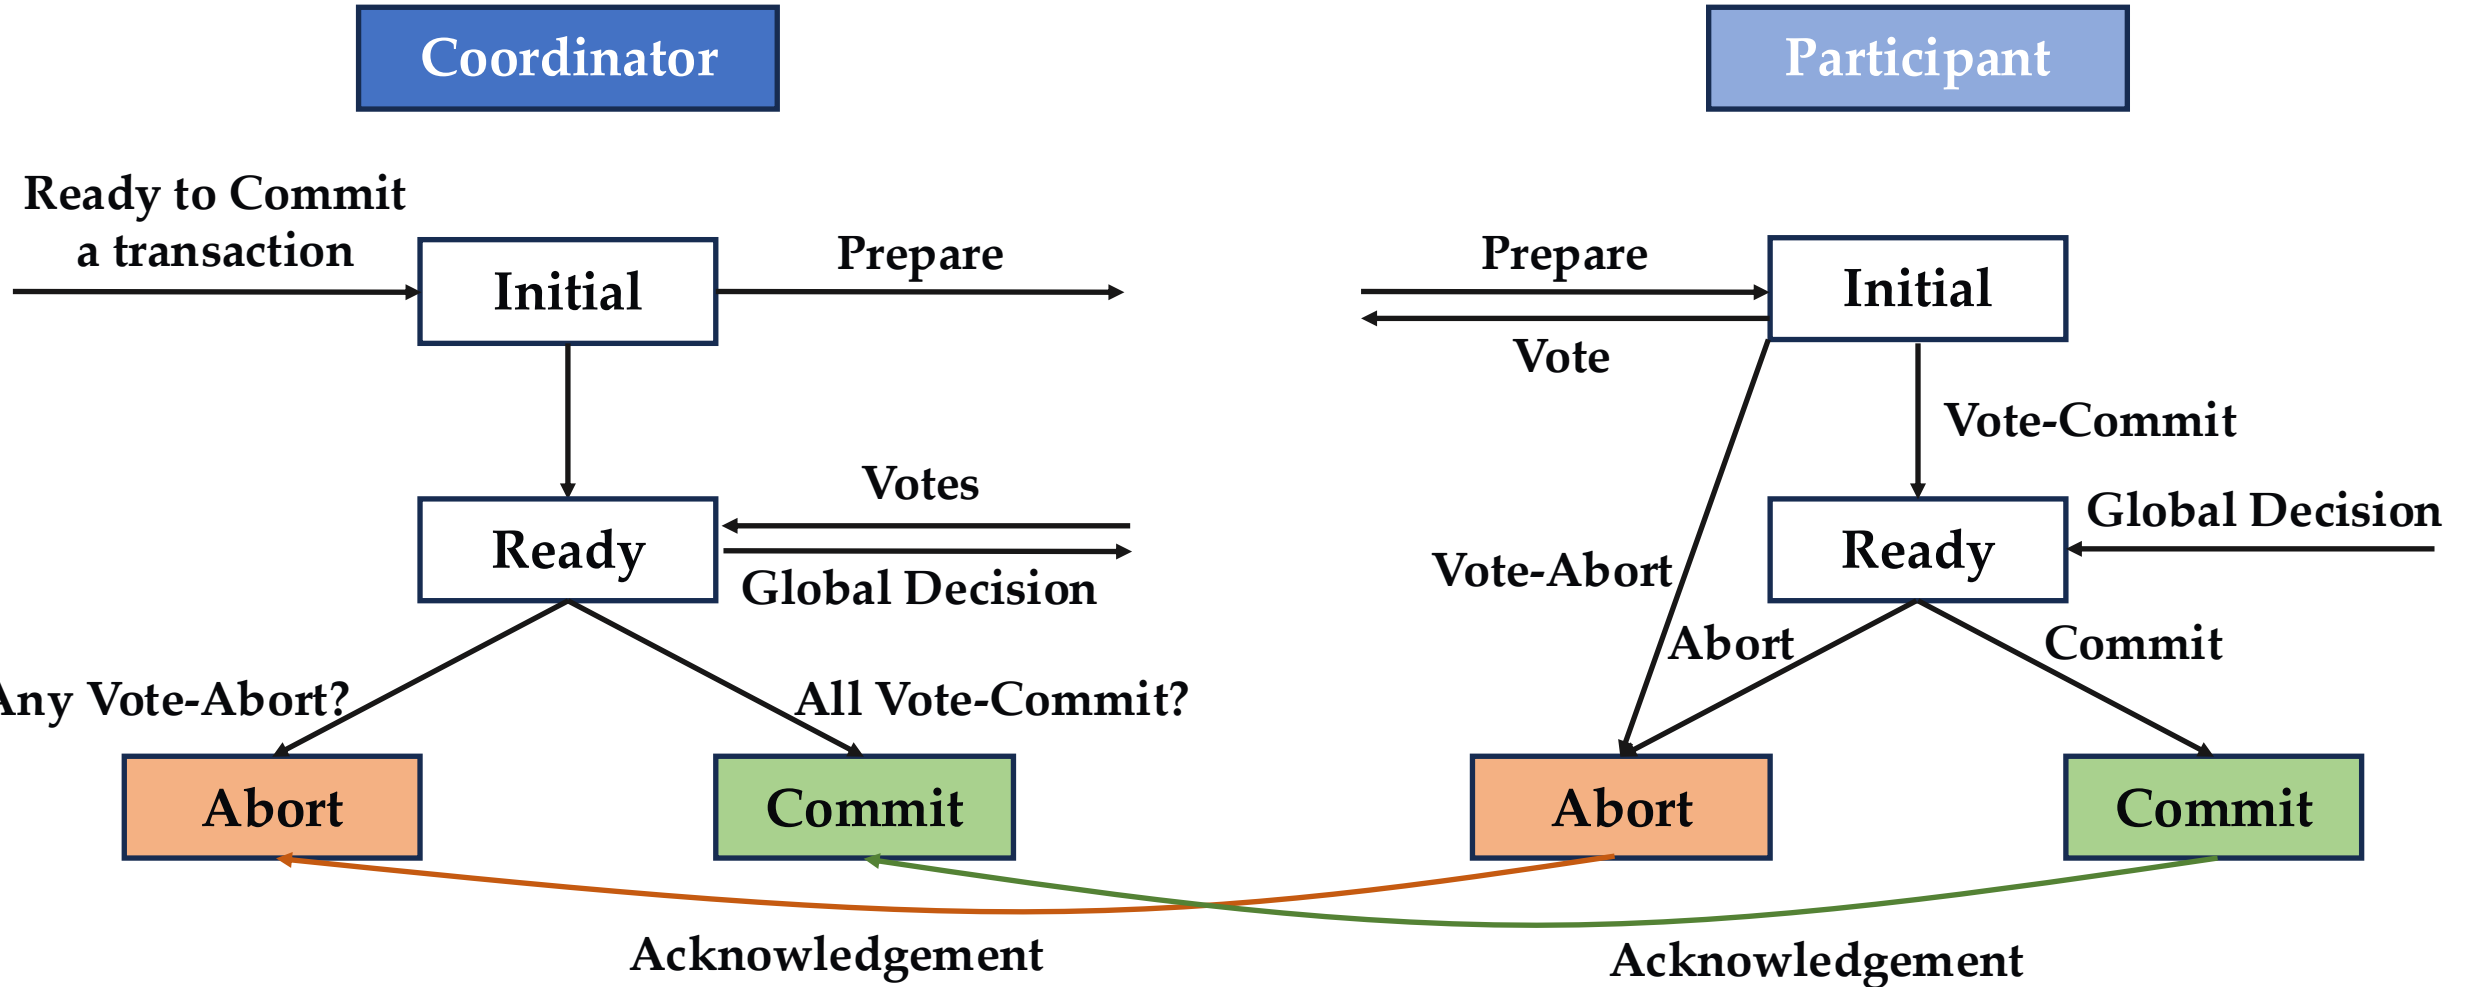 Coordinator
Participant
Ready to Commit
a transaction
Initial
Prepare
Prepare
Initial
Vote
Vote-Commit
Votes
Ready
Global Decision
Global Decision
Ready
Vote-Abort
Abort
Commit
Any Vote-Abort?
All Vote-Commit?
Abort
Commit
Abort
Commit
Acknowledgement
Acknowledgement